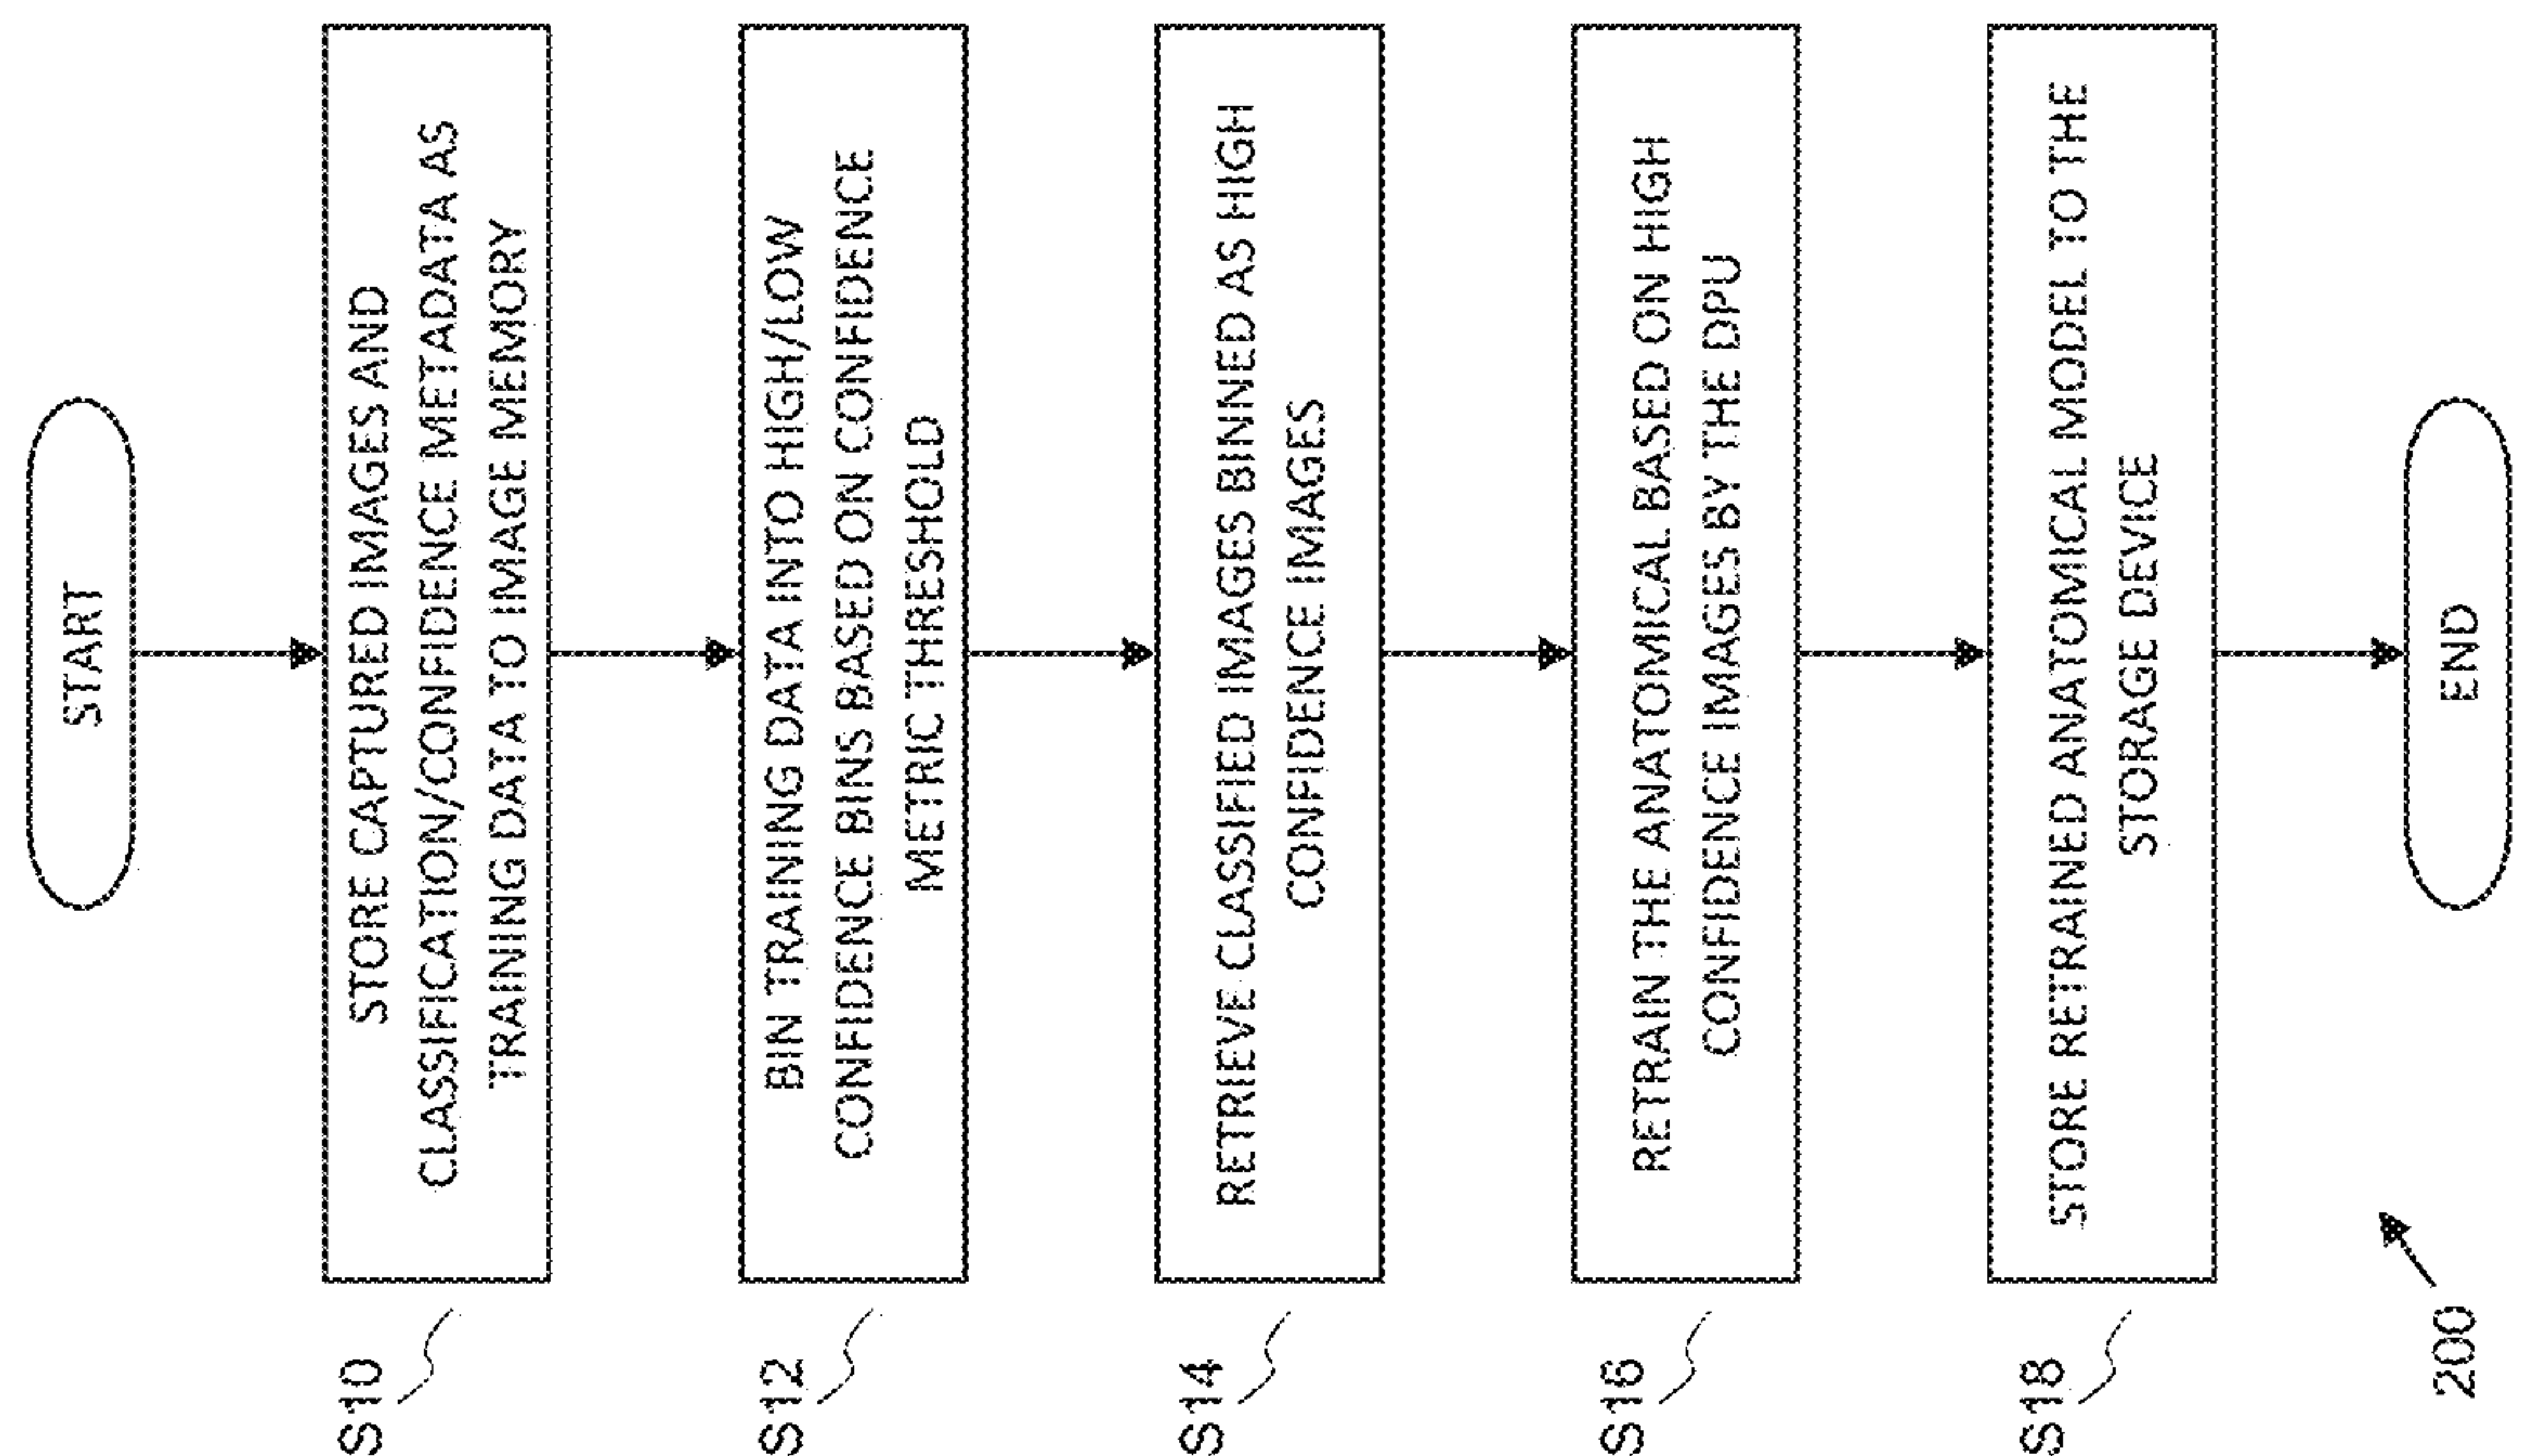 START
S10
STORE CAPTURED IMAGES AND
CLASSIFICATION/CONFIDENCE METADATA AS
TRAINING DATA TO IMAGE MEMORY
S12
BIN TRAINING DATA INTO HIGH/LOW
CONFIDENCE BINS BASED ON CONFIDENCE
METRIC THRESHOLD
S14
RETRIEVE CLASSIFIED IMAGES BINNED AS HIGH
CONFIDENCE IMAGES
S16
RETRAIN THE ANATOMICAL BASED ON HIGH
CONFIDENCE IMAGES BY THE DPU
S18
STORE RETRAINED ANATOMICAL MODEL TO THE
STORAGE DEVICE
200
END